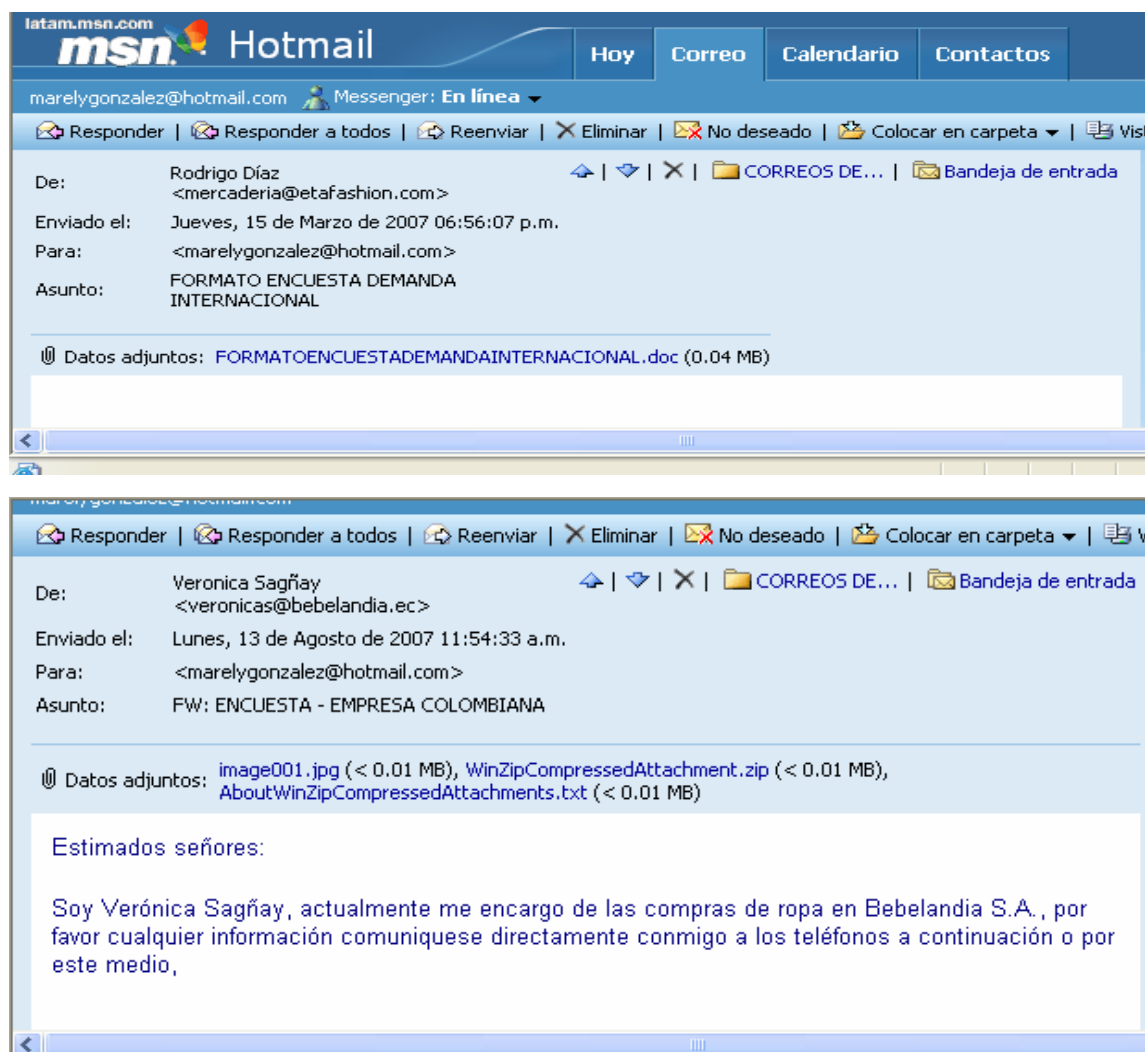 latam.msn.com
msn Hotmail
Hoy Correo Calendario Contactos
marelygonzalez@hotmail.com Messenger: En línea
Responder | Responder a todos | Reenviar | Eliminar | No deseado | Colocar en carpeta |
De: Rodrigo Díaz <mercaderia@etafashion.com>
CORREOS DE... | Bandeja de entrada
Enviado el: Jueves, 15 de Marzo de 2007 06:56:07 p.m.
Para: <marelygonzalez@hotmail.com>
Asunto: FORMATO ENCUESTA DEMANDA
INTERNACIONAL
Datos adjuntos: FORMATOENCUESTADEMANDAINTERNACIONAL.doc (0.04 MB)
marelygonzalez@hotmail.com
Responder | Responder a todos | Reenviar | Eliminar | No deseado | Colocar en carpeta |
De: Veronica Sagñay <veronicas@bebelandia.ec>
CORREOS DE... | Bandeja de entrada
Enviado el: Lunes, 13 de Agosto de 2007 11:54:33 a.m.
Para: <marelygonzalez@hotmail.com>
Asunto: FW: ENCUESTA - EMPRESA COLOMBIANA
Datos adjuntos: image001.jpg (< 0.01 MB), WinZipCompressedAttachment.zip (< 0.01 MB),
AboutWinZipCompressedAttachments.txt (< 0.01 MB)
Estimados señores:
Soy Verónica Sagñay, actualmente me encargo de las compras de ropa en Bebelandia S.A., por
favor cualquier información comuniquese directamente conmigo a los teléfonos a continuación o por
este medio,